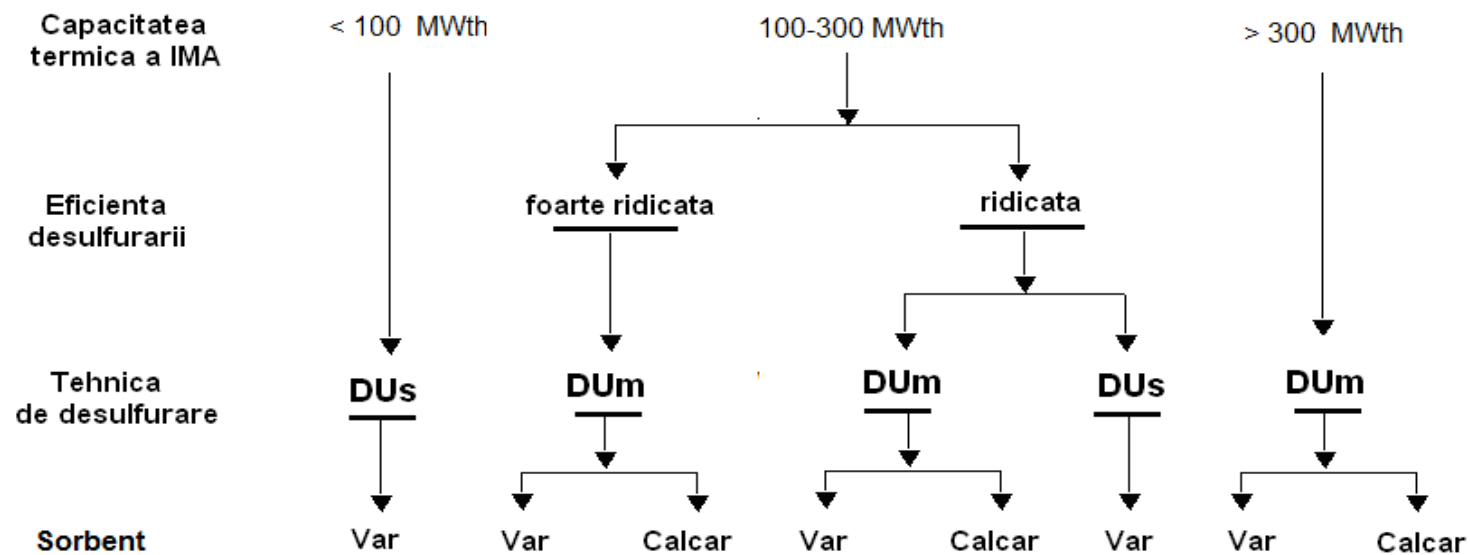 Capacitatea
termica a IMA
< 100 MWth
100-300 MWth
> 300 MWth
Eficienta
desulfurarii
foarte ridicata
ridicata
Tehnica
de desulfurare
DUs
DUm
DUm
DUs
DUm
Sorbent
Var
Var
Calcar
Var
Calcar
Var
Var
Calcar